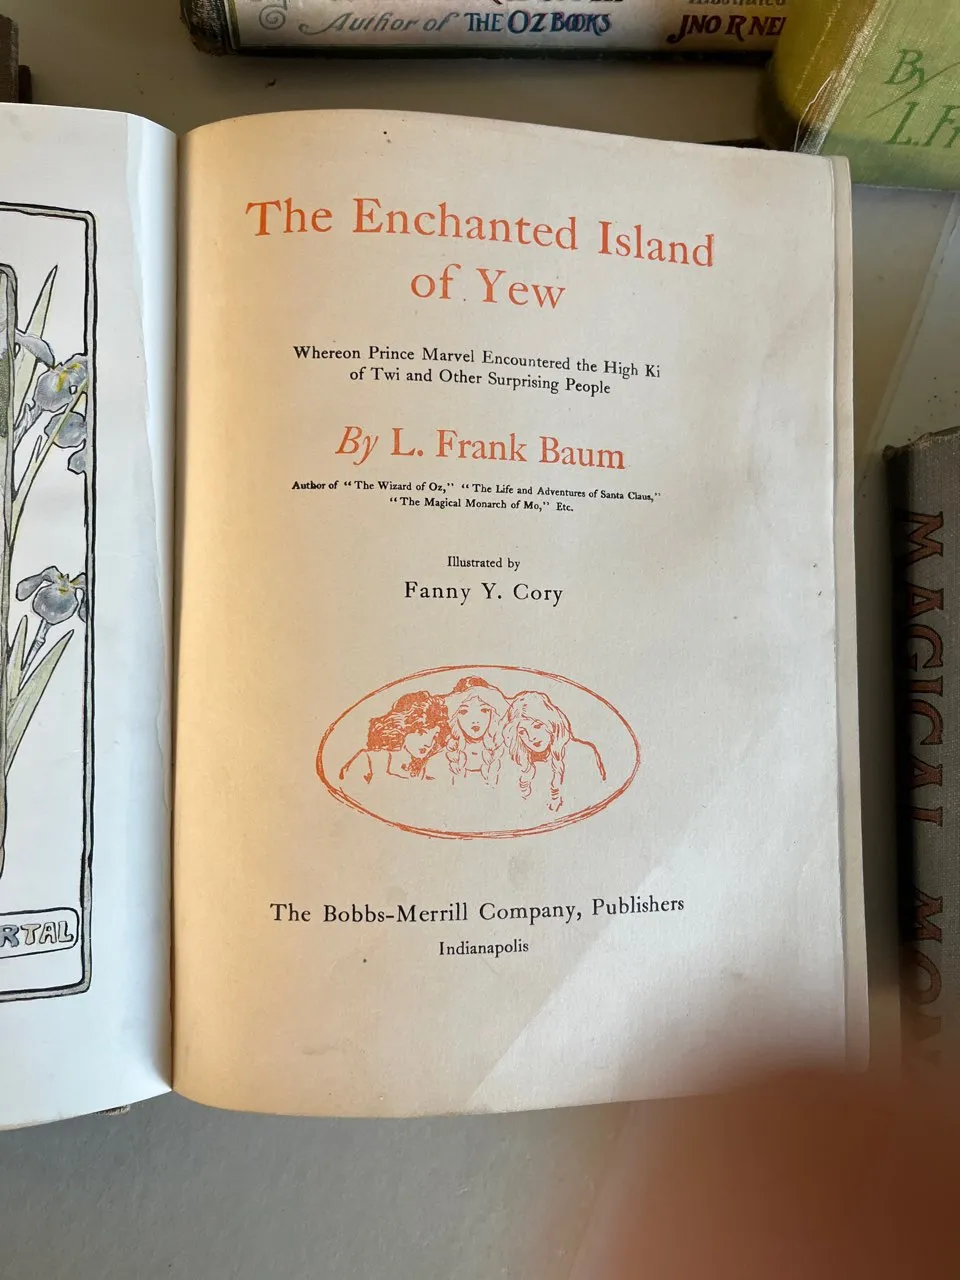 Author of THE OZ BOOKS
JNO R
By
L.
The Enchanted Island
of Yew
Whereon Prince Marvel Encountered the High Ki
of Twi and Other Surprising People
By L. Frank Baum
Author of "The Wizard of Oz," "The Life and Adventures of Santa Claus,"
"The Magical Monarch of Mo," Etc.
Illustrated by
Fanny Y. Cory
The Bobbs-Merrill Company, Publishers
Indianapolis
RTAL
MAGICAL MO